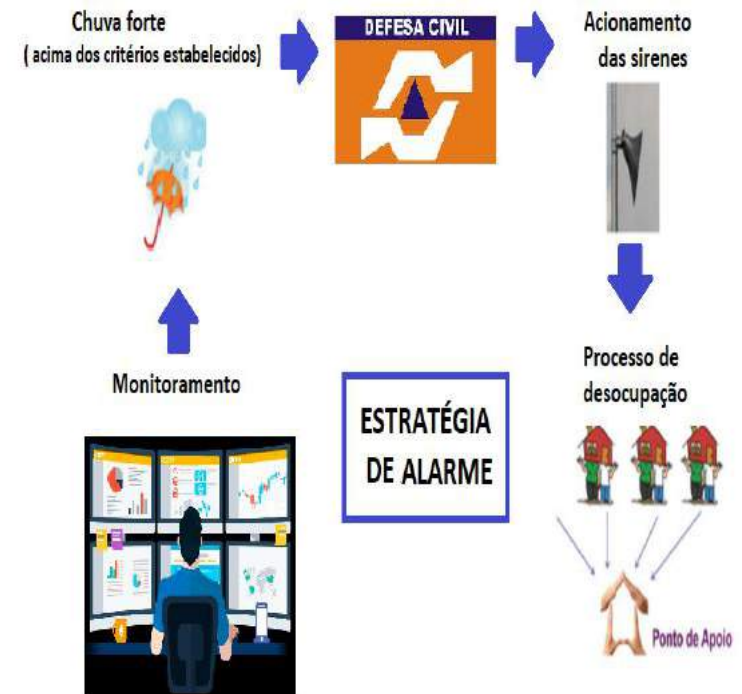 Chuva forte
( acima dos critérios estabelecidos)
DEFESA CIVIL
Acionamento
das sirenes
Monitoramento
ESTRATÉGIA
DE ALARME
Processo de
desocupação
Ponto de Apoio